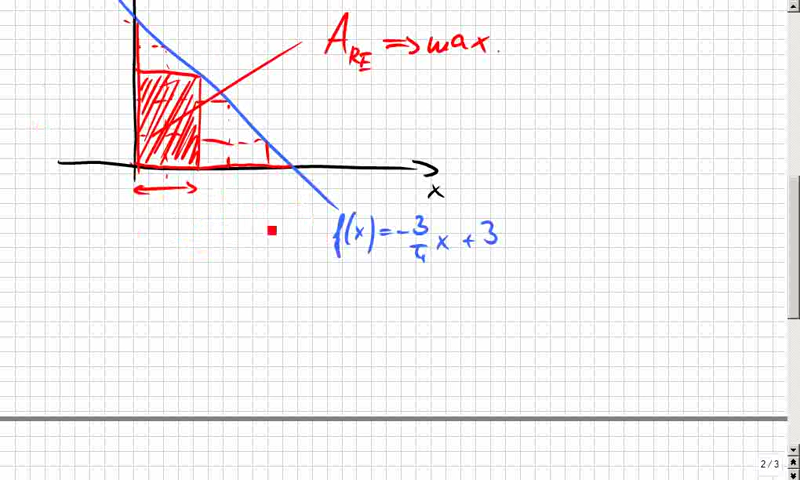 A_RE => max.
x
f(x) = -3/4 x + 3
2/3